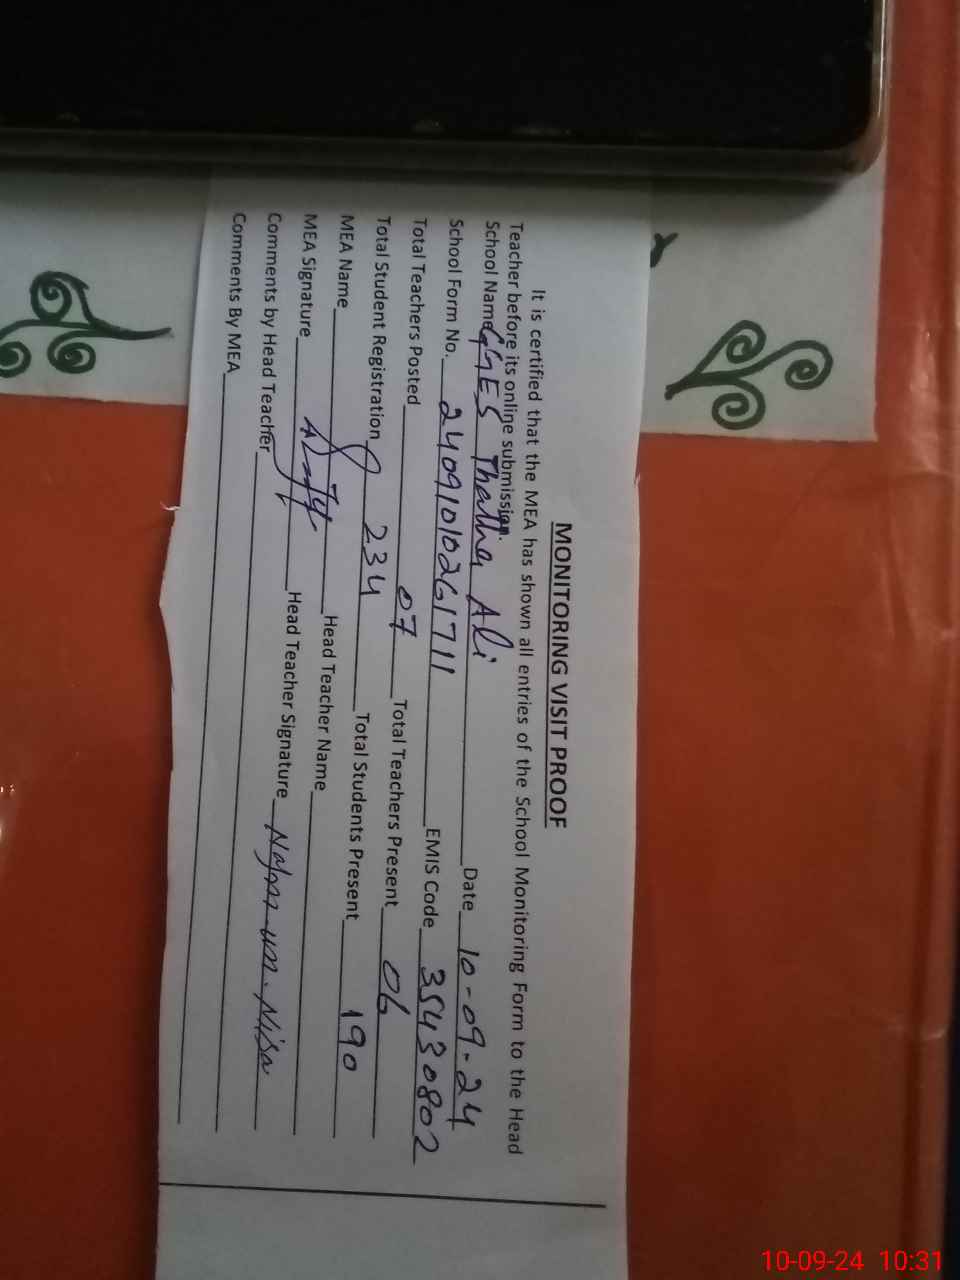 MONITORING VISIT PROOF
It is certified that the MEA has shown all entries of the School Monitoring Form to the Head
Teacher before its online submission.
School Name GGES Thatha Ali Date 10-09-24
School Form No. 24091010261711 EMIS Code 35430802
Total Teachers Posted 07 Total Teachers Present 06
Total Student Registration 234 Total Students Present 190
MEA Name Head Teacher Name
MEA Signature Head Teacher Signature Najam-un-Nisa
Comments by Head Teacher
Comments By MEA
10-09-24 10:31